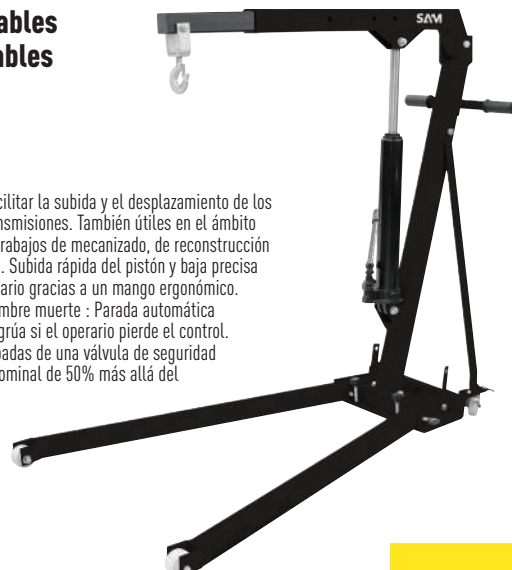 ables
ables
SAM
cilitar la subida y el desplazamiento de los
nsmisiones. También útiles en el ámbito
rabajos de mecanizado, de reconstrucción
. Subida rápida del pistón y baja precisa
ario gracias a un mango ergonómico.
mbre muerte : Parada automática
grúa si el operario pierde el control.
adas de una válvula de seguridad
ominal de 50% más allá del